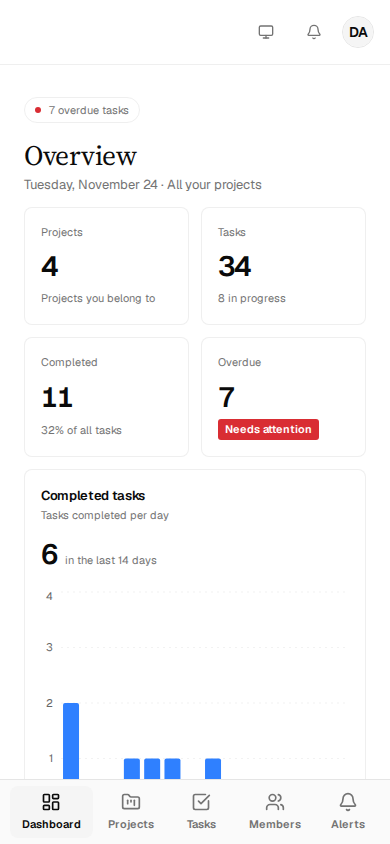 DA
7 overdue tasks
Overview
Tuesday, November 24 · All your projects
Projects
4
Projects you belong to
Tasks
34
8 in progress
Completed
11
32% of all tasks
Overdue
7
Needs attention
Completed tasks
Tasks completed per day
6 in the last 14 days
4
3
2
1
Dashboard
Projects
Tasks
Members
Alerts